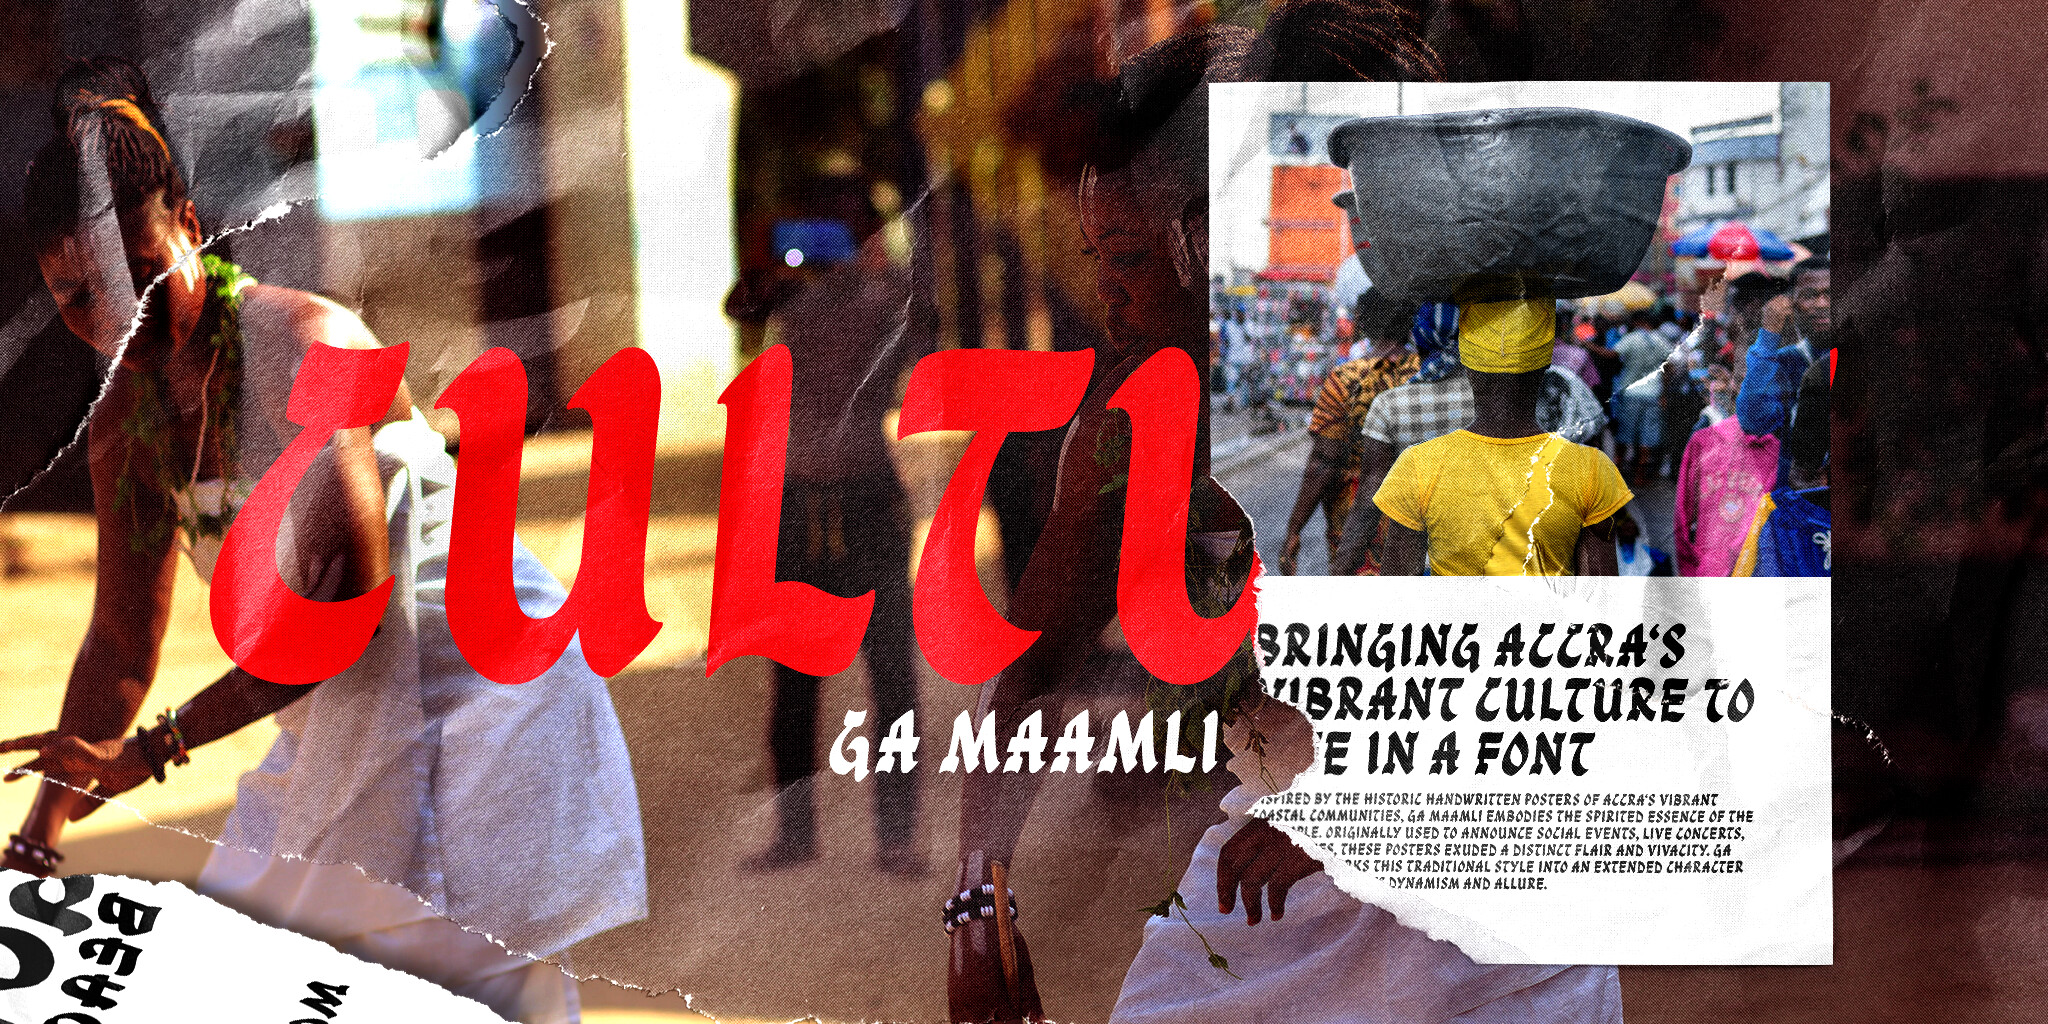 CULTU
GA MAAMLI
BRINGING ACCRA'S
VIBRANT CULTURE TO
IN A FONT
INSPIRED BY THE HISTORIC HANDWRITTEN POSTERS OF ACCRA'S VIBRANT
COASTAL COMMUNITIES, GA MAAMLI EMBODIES THE SPIRITED ESSENCE OF THE
ORIGINALLY USED TO ANNOUNCE SOCIAL EVENTS, LIVE CONCERTS,
THESE POSTERS EXUDED A DISTINCT FLAIR AND VIVACITY. GA
THIS TRADITIONAL STYLE INTO AN EXTENDED CHARACTER
DYNAMISM AND ALLURE.